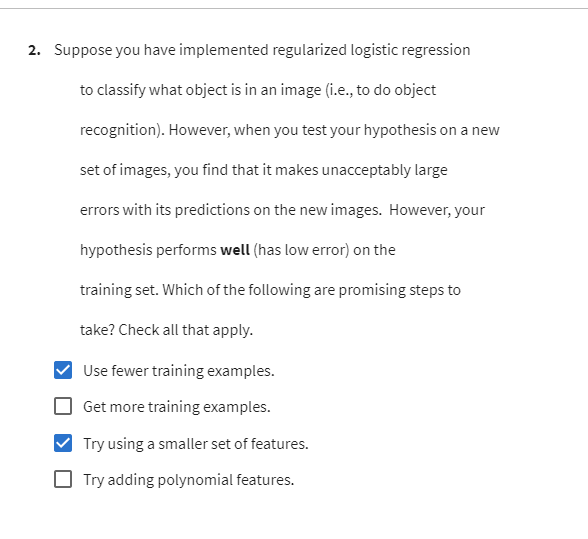 2. Suppose you have implemented regularized logistic regression
to classify what object is in an image (i.e., to do object
recognition). However, when you test your hypothesis on a new
set of images, you find that it makes unacceptably large
errors with its predictions on the new images.  However, your
hypothesis performs well (has low error) on the
training set. Which of the following are promising steps to
take? Check all that apply.
Use fewer training examples.
Get more training examples.
Try using a smaller set of features.
Try adding polynomial features.